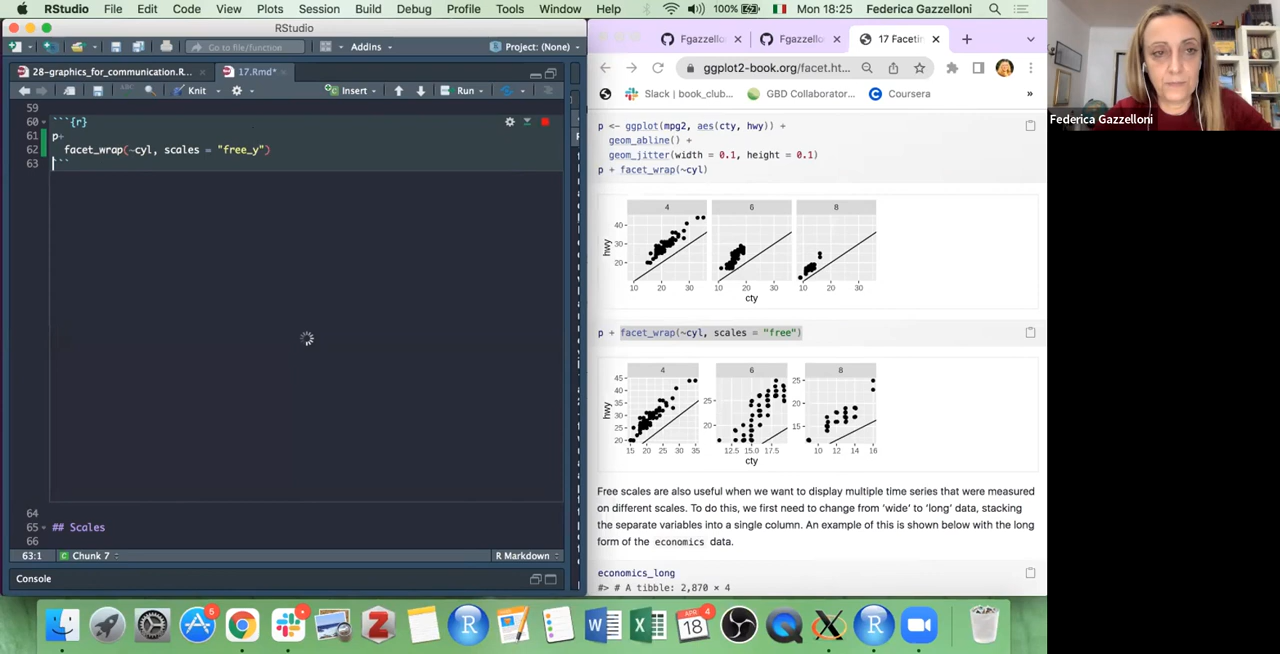 RStudio File Edit Code View Plots Session Build Debug Profile Tools Window Help 100% Mon 18:25 Federica Gazzelloni
RStudio
Go to file/function Addins Project: (None)
28-graphics_for_communication.R... 17.Rmd*
Knit Insert Run
59
60 ```{r}
61 p+
62 facet_wrap(~cyl, scales = "free_y")
63 ```
64
65 ## Scales
66
63:1 Chunk 7 R Markdown
Console
Fgazzello Fgazzello 17 Facetin
ggplot2-book.org/facet.ht...
Slack | book_club... GBD Collaborator... Coursera »
p <- ggplot(mpg2, aes(cty, hwy)) +
geom_abline() +
geom_jitter(width = 0.1, height = 0.1)
p + facet_wrap(~cyl)
4 6 8
40
30
20
hwy
10 20 30 10 20 30 10 20 30
cty
p + facet_wrap(~cyl, scales = "free")
4 6 8
45
40
35
30
25
20
hwy
25
20
25
20
15
15 20 25 30 35 12.5 15.0 17.5 10 12 14 16
cty
Free scales are also useful when we want to display multiple time series that were measured
on different scales. To do this, we first need to change from 'wide' to 'long' data, stacking
the separate variables into a single column. An example of this is shown below with the long
form of the economics data.
economics_long
#> # A tibble: 2,870 × 4
Federica Gazzelloni
5
APR 4
18